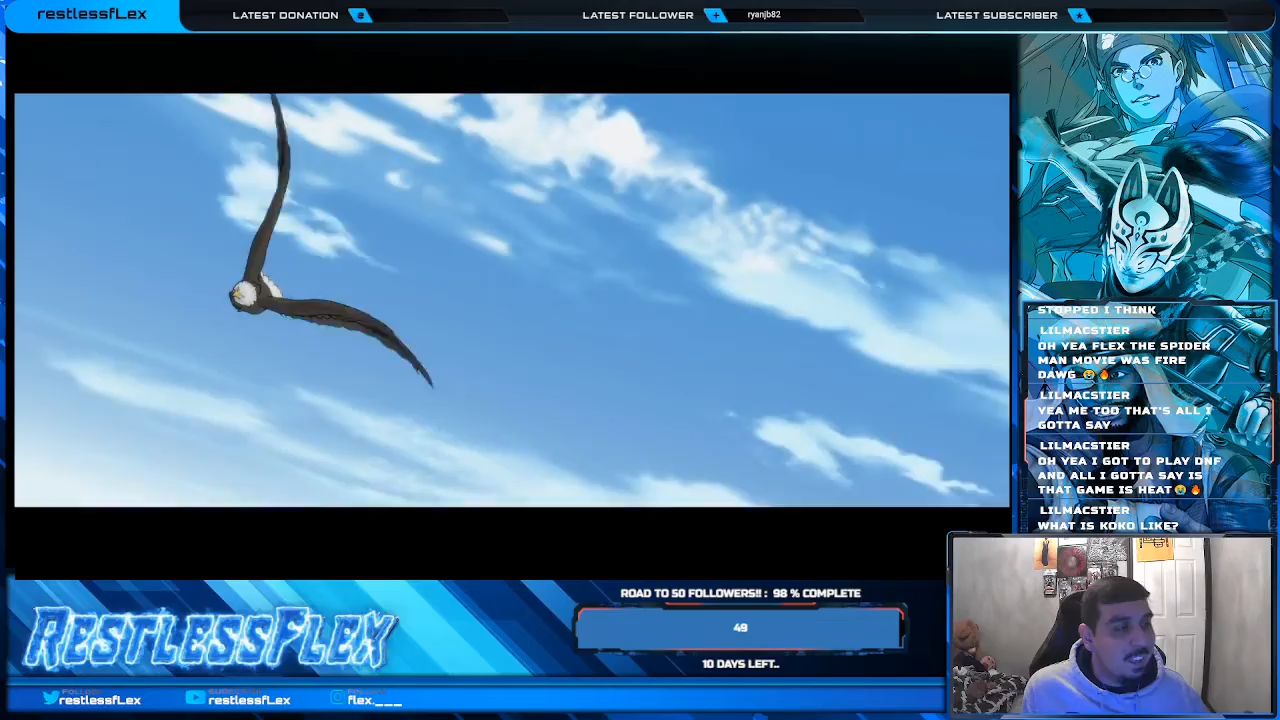 restlessfLex
LATEST DONATION
LATEST FOLLOWER
ryanjb82
LATEST SUBSCRIBER
STOPPED I THINK
LILMACSTIER
OH YEA FLEX THE SPIDER
MAN MOVIE WAS FIRE
DAWG 😭🔥
LILMACSTIER
YEA ME TOO THAT'S ALL I
GOTTA SAY
LILMACSTIER
OH YEA I GOT TO PLAY DNF
AND ALL I GOTTA SAY IS
THAT GAME IS HEAT😭🔥
LILMACSTIER
WHAT IS KOKO LIKE?
ROAD TO 50 FOLLOWERS!! : 98 % COMPLETE
49
10 DAYS LEFT..
RESTLESSFLEX
restlessfLex
restlessfLex
flex.___